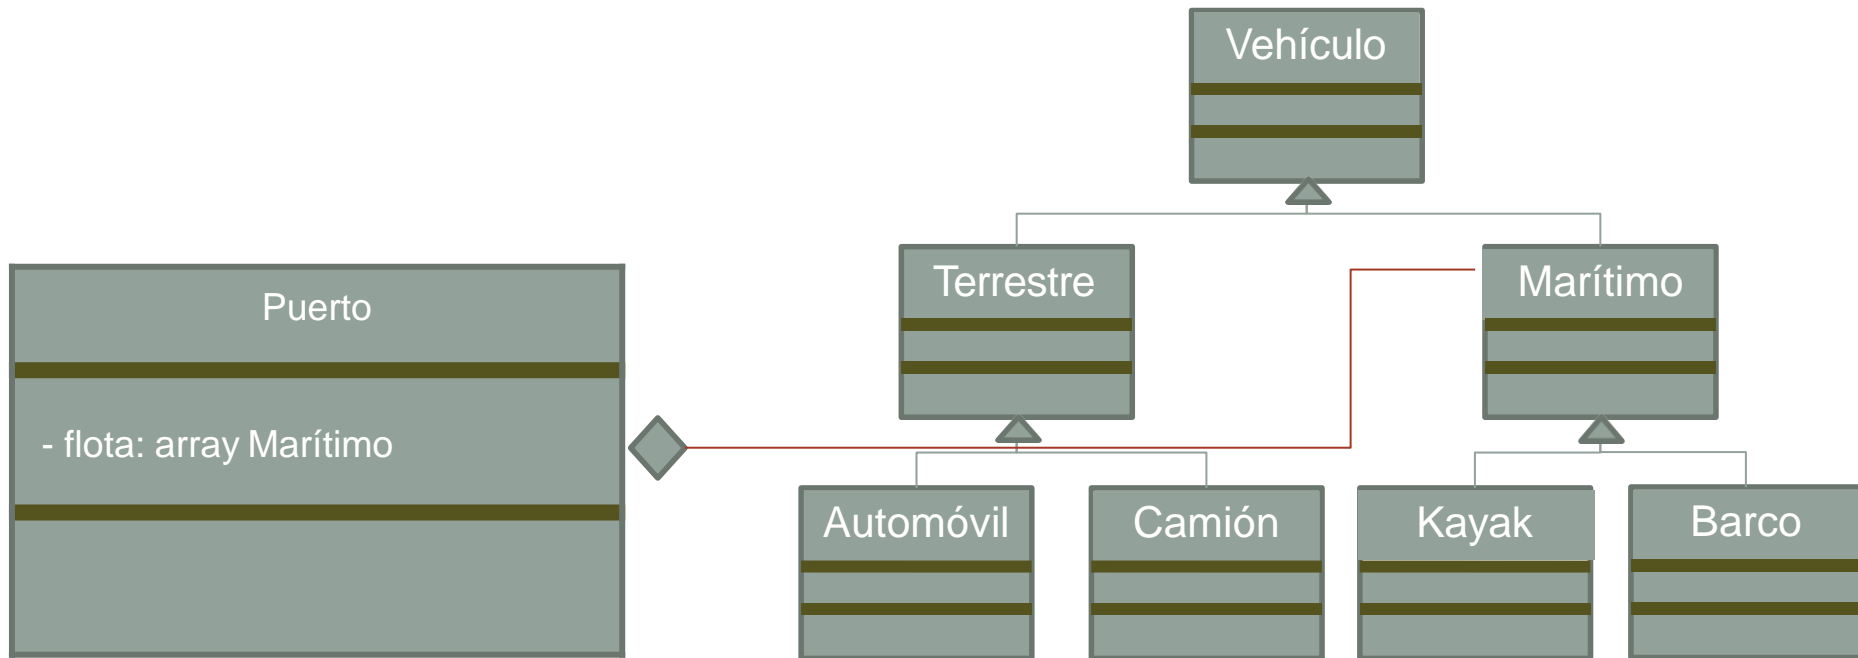 Vehículo
Terrestre
Marítimo
Puerto
- flota: array Marítimo
Automóvil
Camión
Kayak
Barco